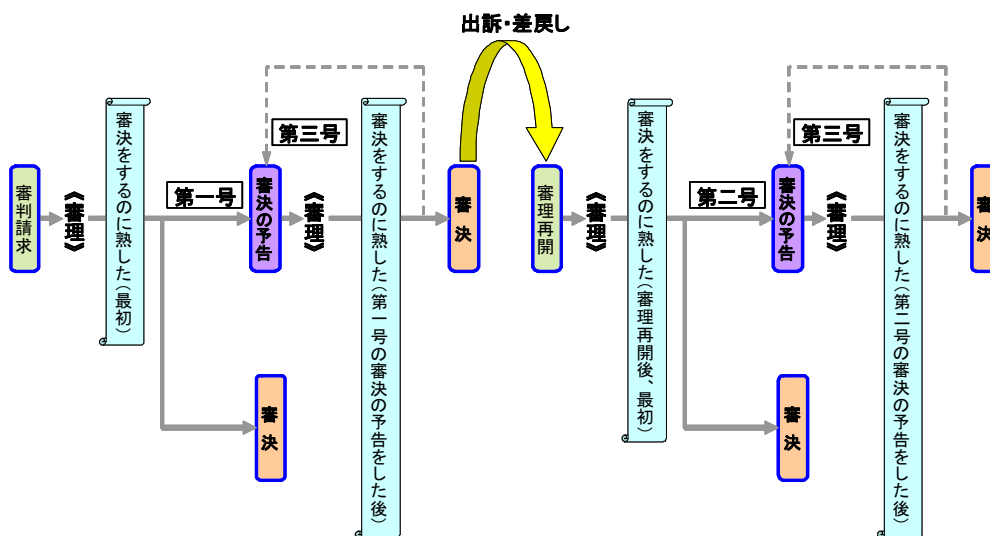 出訴・差戻し
審判請求
《審理》
審決をするのに熟した(最初)
第一号
第三号
審決の予告
《審理》
審決をするのに熟した(第一号の審決の予告をした後)
審決
審決
審理再開
《審理》
審決をするのに熟した(審理再開後、最初)
第二号
第三号
審決の予告
《審理》
審決をするのに熟した(第二号の審決の予告をした後)
審決
審決